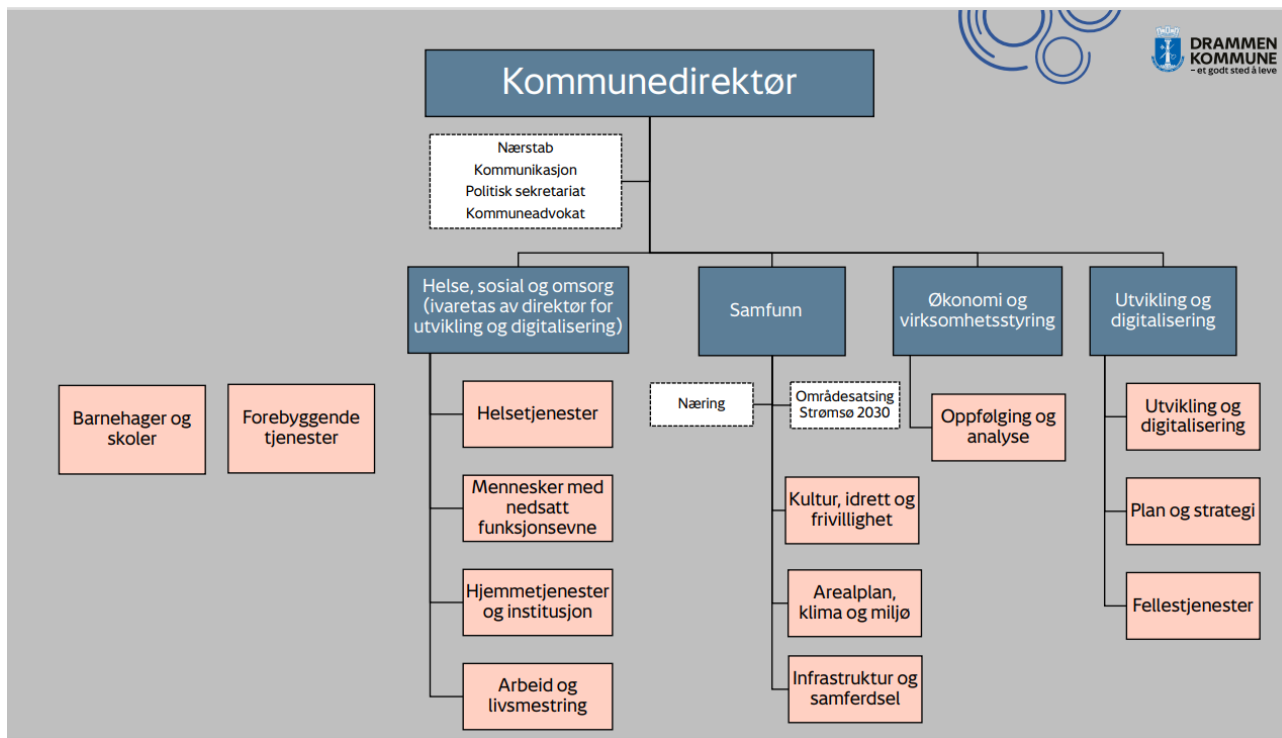 DRAMMEN
KOMMUNE
– et godt sted å leve
Kommunedirektør
Nærstab
Kommunikasjon
Politisk sekretariat
Kommuneadvokat
Helse, sosial og omsorg
(ivaretas av direktør for
utvikling og digitalisering)
Samfunn
Økonomi og
virksomhetsstyring
Utvikling og
digitalisering
Barnehager og
skoler
Forebyggende
tjenester
Helsetjenester
Mennesker med
nedsatt
funksjonsevne
Hjemmetjenester
og institusjon
Arbeid og
livsmestring
Næring
Områdesatsing
Strømsø 2030
Kultur, idrett og
frivillighet
Arealplan,
klima og miljø
Infrastruktur og
samferdsel
Oppfølging og
analyse
Utvikling og
digitalisering
Plan og strategi
Fellestjenester